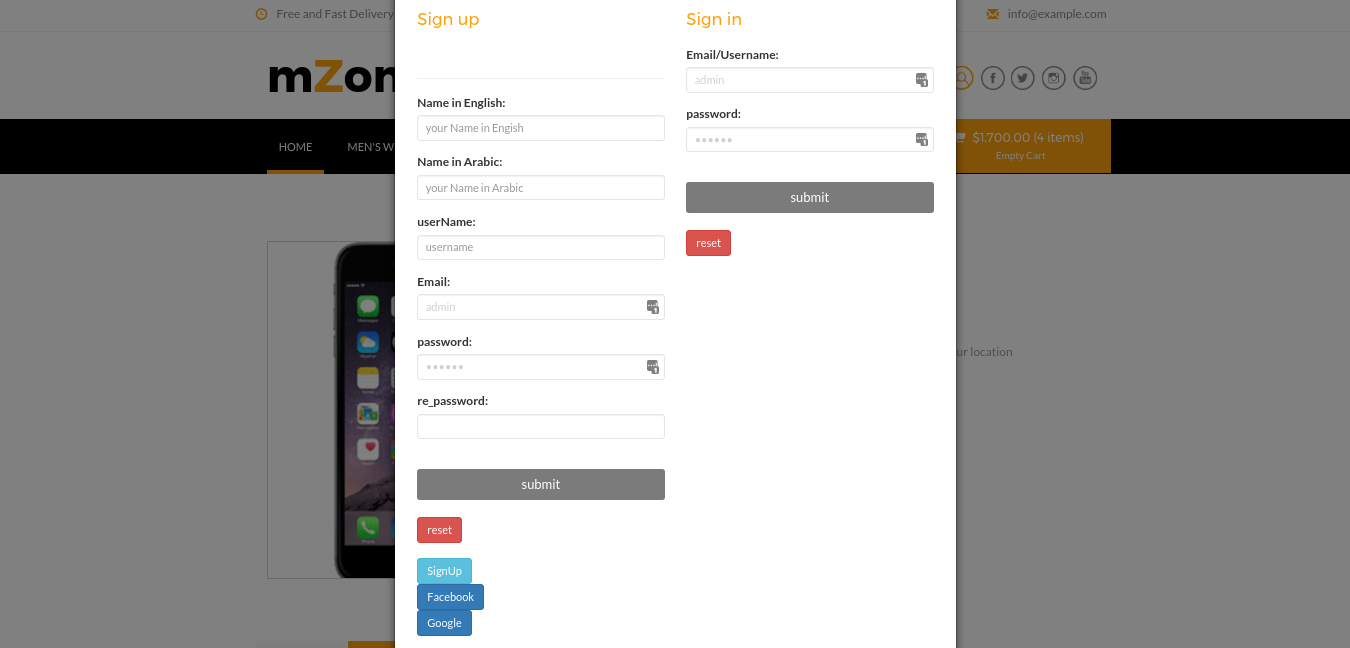 Free and Fast Delivery
info@example.com
mZon
HOME
MEN'S W
$1,700.00 (4 items)
Empty Cart
ur location
Sign up
Name in English:
your Name in Engish
Name in Arabic:
your Name in Arabic
userName:
username
Email:
admin
password:
••••••
re_password:
submit
reset
SignUp
Facebook
Google
Sign in
Email/Username:
admin
password:
••••••
submit
reset